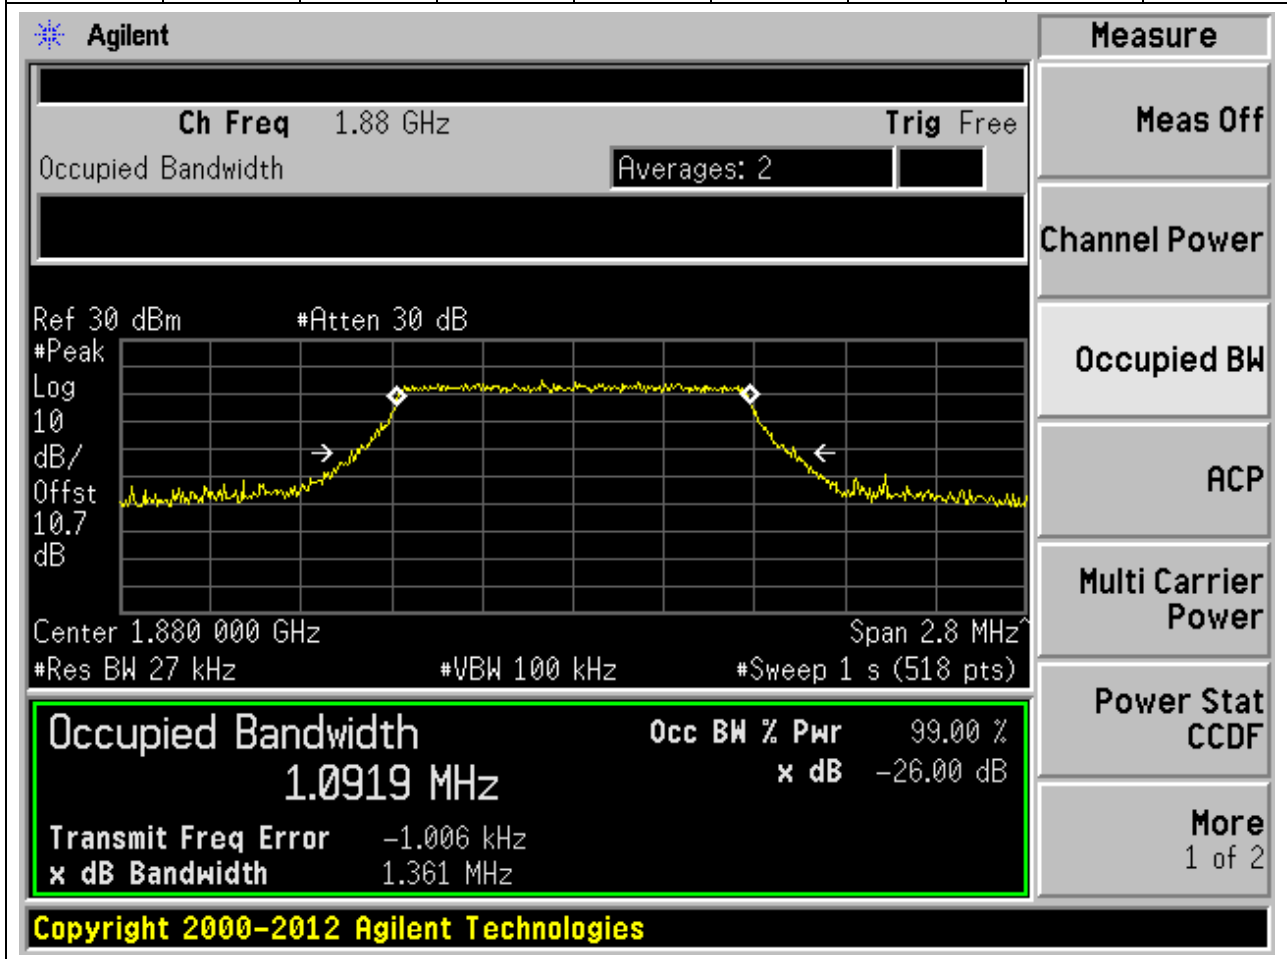 Agilent
Measure
Ch Freq 1.88 GHz Trig Free
Occupied Bandwidth Averages: 2
Meas Off
Channel Power
Occupied BW
ACP
Multi Carrier
Power
Power Stat
CCDF
More
1 of 2
Ref 30 dBm #Atten 30 dB
#Peak
Log
10
dB/
Offst
10.7
dB
Center 1.880 000 GHz Span 2.8 MHz^
#Res BW 27 kHz #VBW 100 kHz #Sweep 1 s (518 pts)
Occupied Bandwidth Occ BW % Pwr 99.00 %
1.0919 MHz x dB -26.00 dB
Transmit Freq Error -1.006 kHz
x dB Bandwidth 1.361 MHz
Copyright 2000-2012 Agilent Technologies